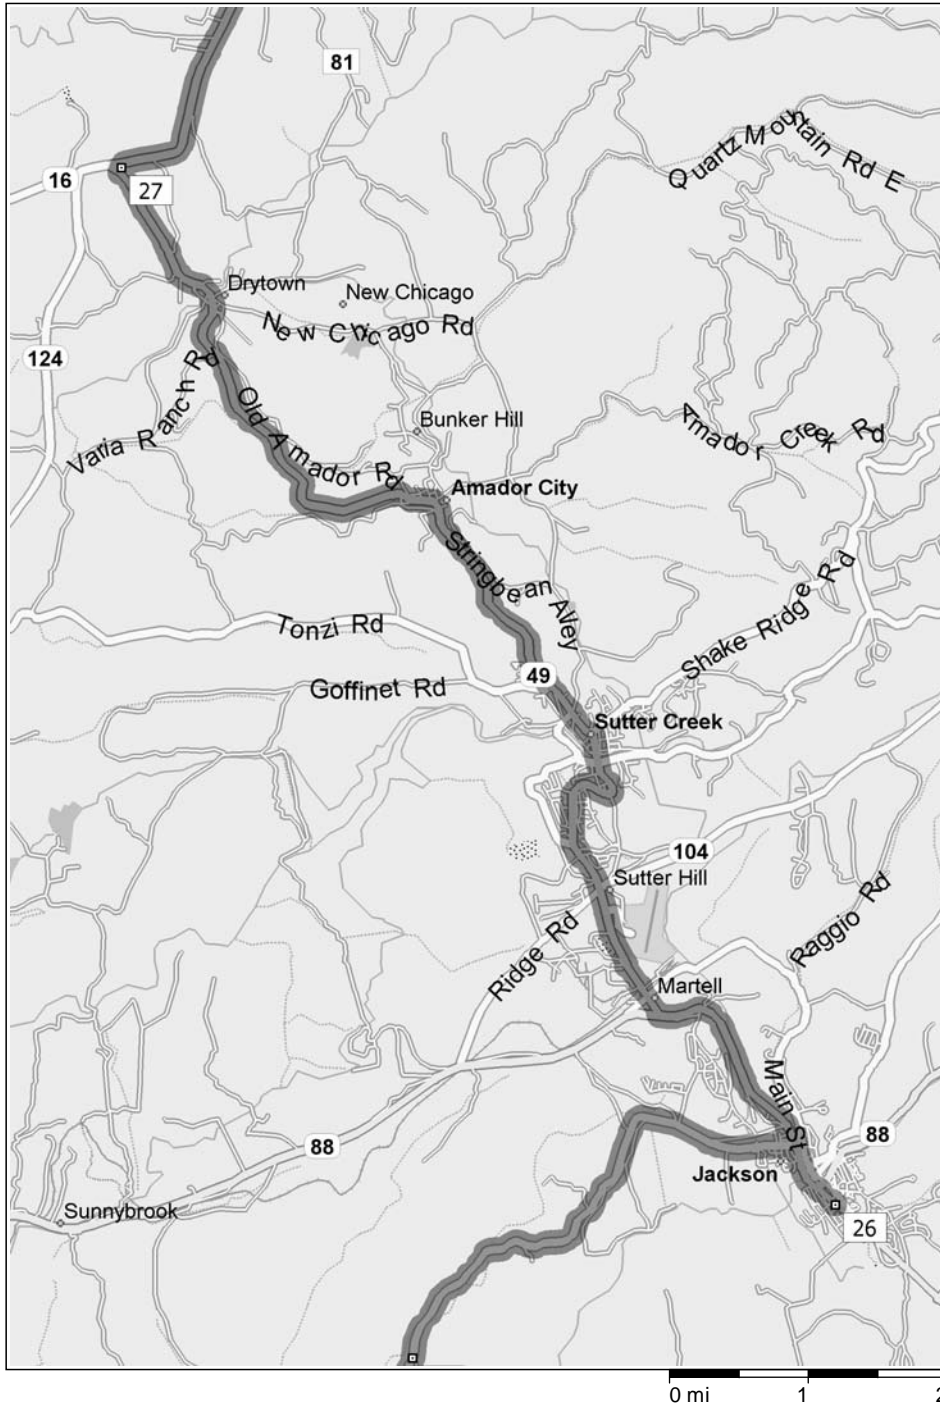 81
Quartz Mountain Rd E
16
27
Drytown
New Chicago
New Chicago Rd
124
Varia Ranch Rd
Old Amador Rd
Bunker Hill
Amador Creek Rd
Amador City
Stringbean Alley
Tonzi Rd
Shake Ridge Rd
49
Goffinet Rd
Sutter Creek
104
Sutter Hill
Raggio Rd
Ridge Rd
Martell
Main St
88
88
Jackson
Sunnybrook
26
0 mi 1 2